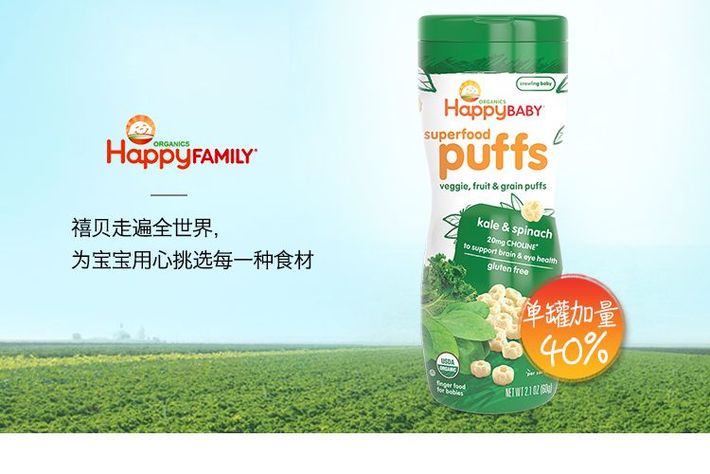 ORGANICS
HappyFAMILY
禧贝走遍全世界,
为宝宝用心挑选每一种食材
crawling baby
ORGANICS
HappyBABY
superfood
puffs
veggie, fruit & grain puffs
kale & spinach
20mg CHOLINE*
to support brain & eye health
gluten free
单罐加量
40%
USDA
ORGANIC
finger food
for babies
NET WT 2.1 OZ (60g)